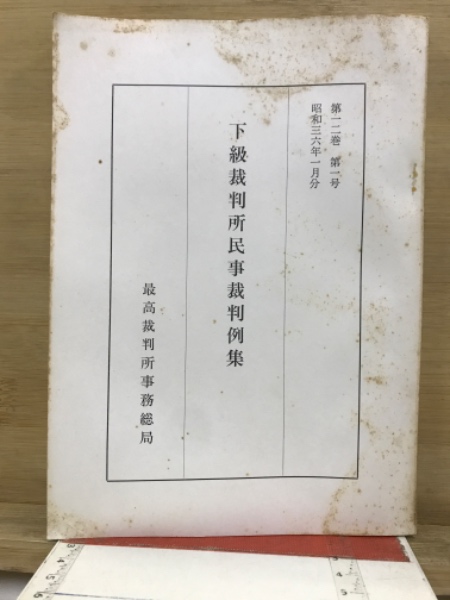 第一二巻 第一号
昭和三六年一月分
下級裁判所民事裁判例集
最高裁判所事務総局